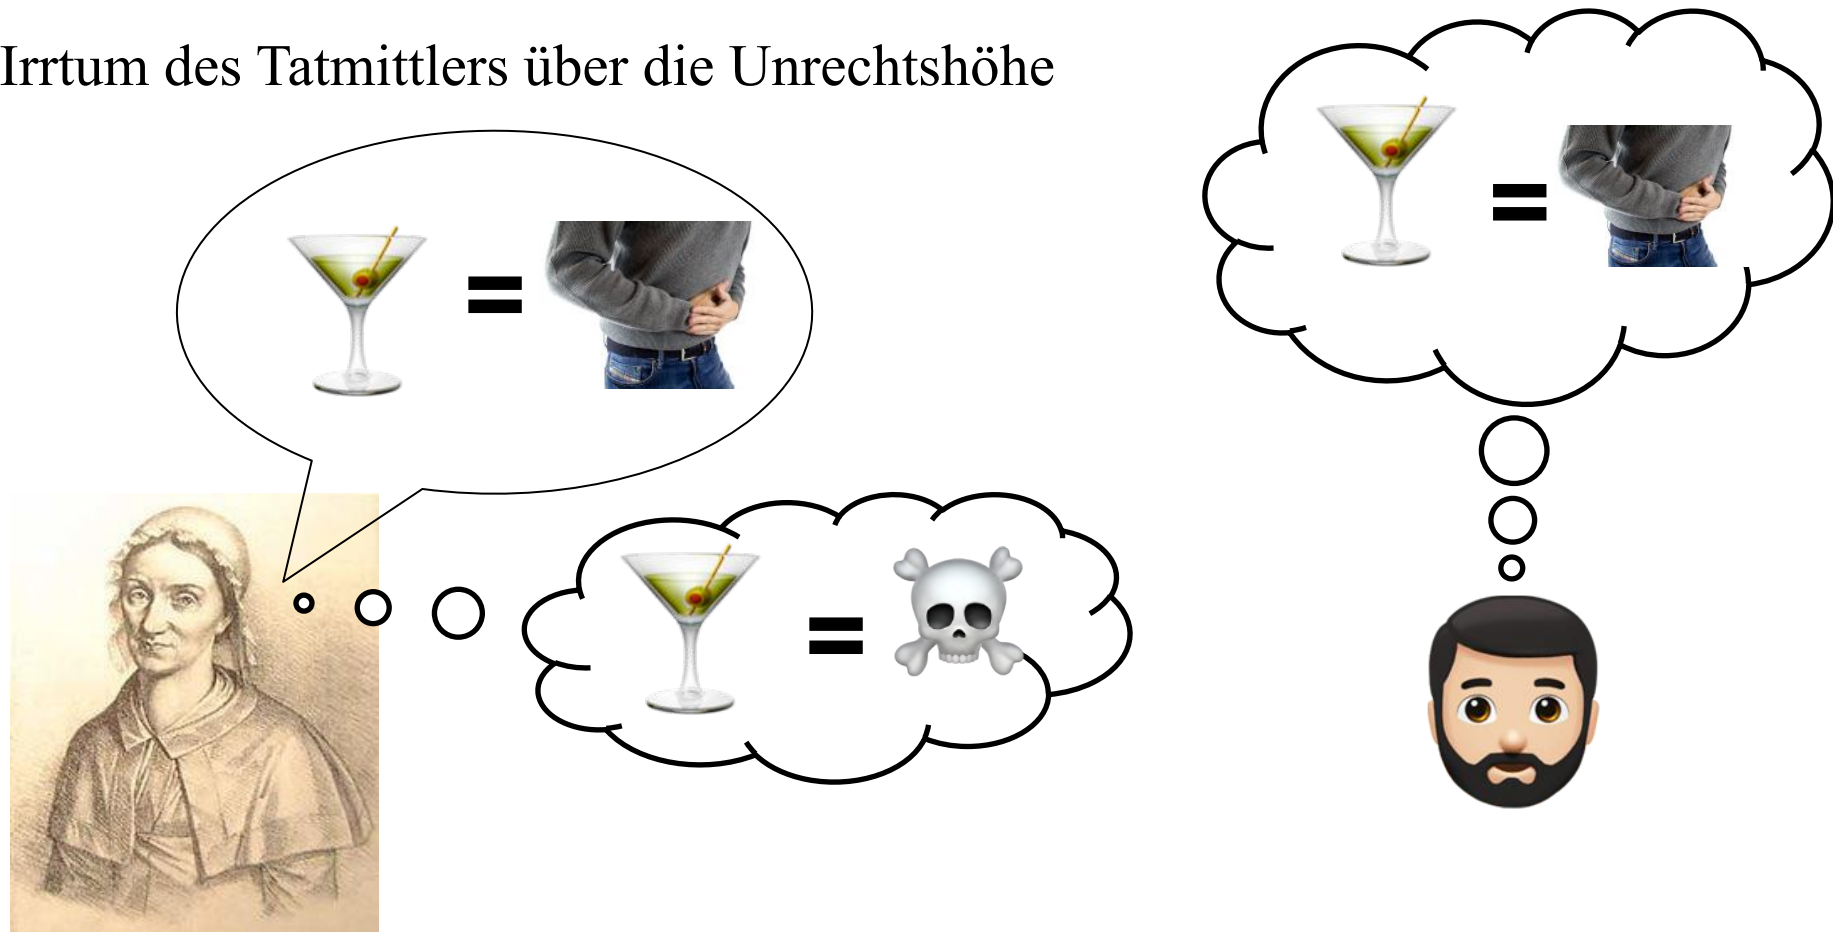 Irrtum des Tatmittlers über die Unrechtshöhe
=
=
=